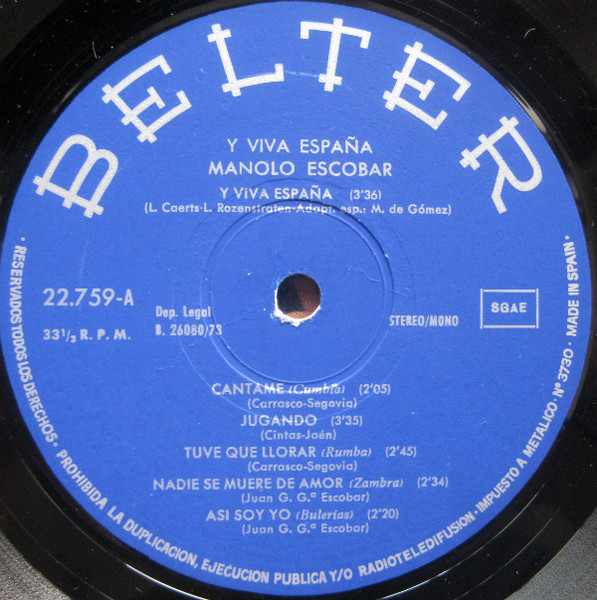 BELTER
Y VIVA ESPAÑA
MANOLO ESCOBAR
Y VIVA ESPAÑA (3'36)
(L. Caerts-L. Rozenstraten-Adapt. esp.: M. de Gómez)
22.759-A
33 1/3 R. P. M.
Dep. Legal
B. 26080/73
STEREO/MONO
SGAE
CANTAME (Cumbia) (2'05)
(Carrasco-Segovia)
JUGANDO (3'35)
(Cintas-Jaén)
TUVE QUE LLORAR (Rumba) (2'45)
(Carrasco-Segovia)
NADIE SE MUERE DE AMOR (Zambra) (2'34)
(Juan G. G.ª Escobar)
ASI SOY YO (Bulerías) (2'20)
(Juan G. G.ª Escobar)
· RESERVADOS TODOS LOS DERECHOS · PROHIBIDA LA DUPLICACION, EJECUCION PUBLICA Y/O RADIOTELEDIFUSION · IMPUESTO A METALICO · Nº 3730 · MADE IN SPAIN ·